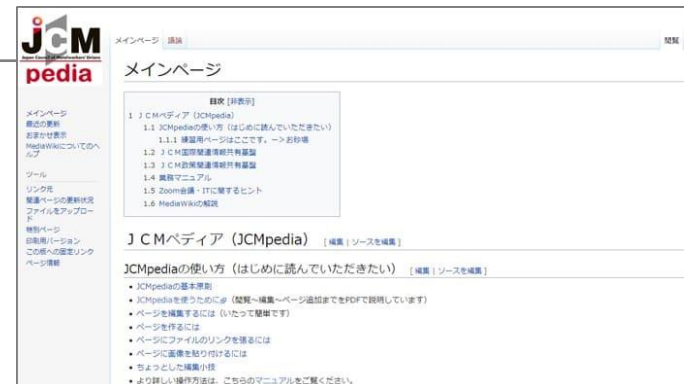 JCM
Japan Council of Metalworkers' Unions
pedia
メインページ
最近の更新
おまかせ表示
MediaWikiについてのヘ
ルプ
ツール
リンク元
関連ページの更新状況
ファイルをアップロー
ド
特別ページ
印刷用バージョン
この版への固定リンク
ページ情報
メインページ 議論
閲覧
メインページ
目次 [非表示]
1 ＪＣＭペディア（JCMpedia）
1.1 JCMpediaの使い方（はじめに読んでいただきたい）
1.1.1 練習用ページはここです。－＞お砂場
1.2 ＪＣＭ国際関連情報共有基盤
1.3 ＪＣＭ政策関連情報共有基盤
1.4 業務マニュアル
1.5 Zoom会議・ITに関するヒント
1.6 MediaWikiの解説
ＪＣＭペディア（JCMpedia） [ 編集 | ソースを編集 ]
JCMpediaの使い方（はじめに読んでいただきたい） [ 編集 | ソースを編集 ]
• JCMpediaの基本原則
• JCMpediaを使うために（閲覧～編集～ページ追加までをPDFで説明しています）
• ページを編集するには（いたって簡単です）
• ページを作るには
• ページにファイルのリンクを張るには
• ページに画像を貼り付けるには
• ちょっとした編集小技
• より詳しい操作方法は、こちらのマニュアルをご覧ください。